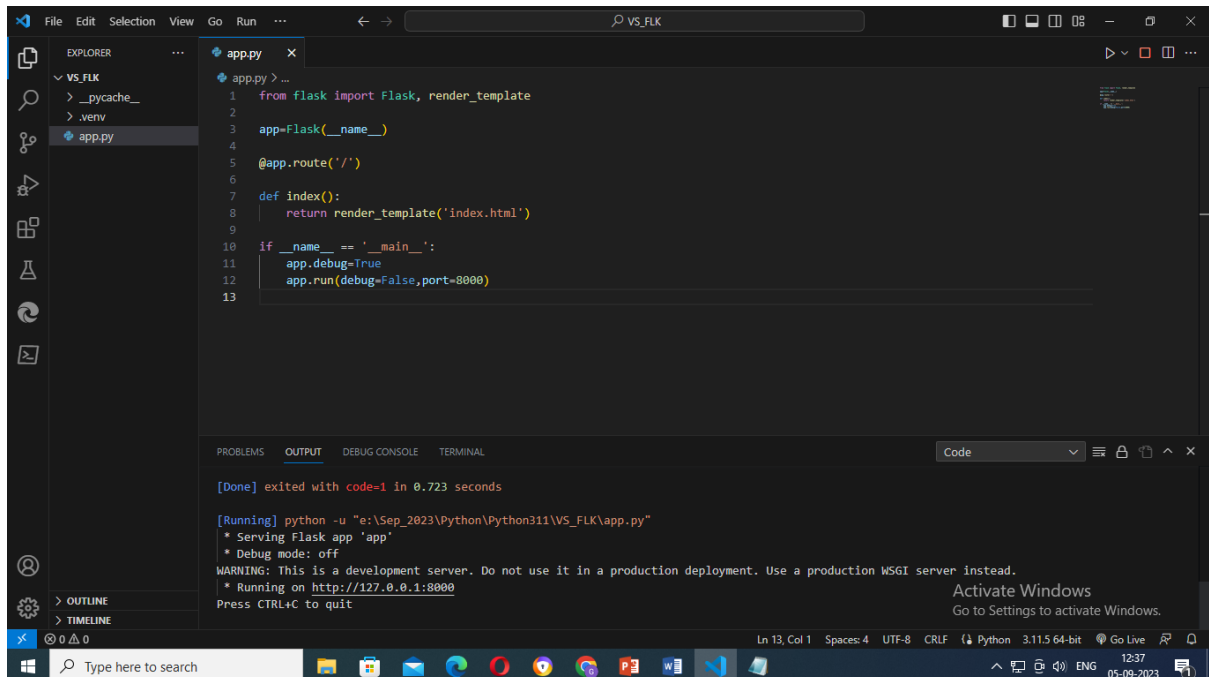 File Edit Selection View Go Run ··· VS_FLK
EXPLORER ···
VS_FLK
__pycache__
.venv
app.py
OUTLINE
TIMELINE
app.py
app.py > ...
1 from flask import Flask, render_template
2
3 app=Flask(__name__)
4
5 @app.route('/')
6
7 def index():
8 return render_template('index.html')
9
10 if __name__ == '__main__':
11 app.debug=True
12 app.run(debug=False,port=8000)
13
PROBLEMS OUTPUT DEBUG CONSOLE TERMINAL Code
[Done] exited with code=1 in 0.723 seconds
[Running] python -u "e:\Sep_2023\Python\Python311\VS_FLK\app.py"
* Serving Flask app 'app'
* Debug mode: off
WARNING: This is a development server. Do not use it in a production deployment. Use a production WSGI server instead.
* Running on http://127.0.0.1:8000
Press CTRL+C to quit
Activate Windows
Go to Settings to activate Windows.
0 0 Ln 13, Col 1 Spaces: 4 UTF-8 CRLF Python 3.11.5 64-bit Go Live
Type here to search ENG 12:37
05-09-2023